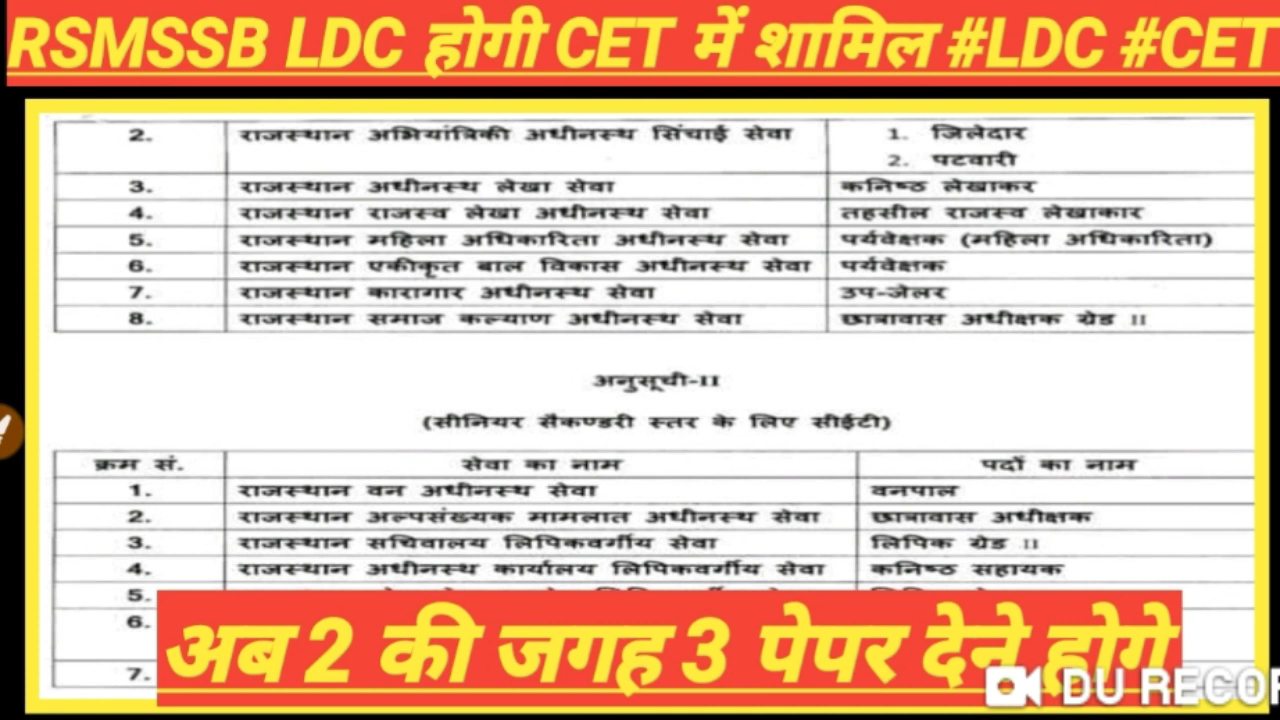 RSMSSB LDC होगी CET में शामिल #LDC #CET
2. राजस्थान अभियांत्रिकी अधीनस्थ सिंचाई सेवा 1. जिलेदार
2. पटवारी
3. राजस्थान अधीनस्थ लेखा सेवा कनिष्ठ लेखाकर
4. राजस्थान राजस्व लेखा अधीनस्थ सेवा तहसील राजस्व लेखाकार
5. राजस्थान महिला अधिकारिता अधीनस्थ सेवा पर्यवेक्षक (महिला अधिकारिता)
6. राजस्थान एकीकृत बाल विकास अधीनस्थ सेवा पर्यवेक्षक
7. राजस्थान कारागार अधीनस्थ सेवा उप-जेलर
8. राजस्थान समाज कल्याण अधीनस्थ सेवा छात्रावास अधीक्षक ग्रेड II
अनुसूची-II
(सीनियर सैकण्डरी स्तर के लिए सीईटी)
क्रम सं. सेवा का नाम पदों का नाम
1. राजस्थान वन अधीनस्थ सेवा वनपाल
2. राजस्थान अल्पसंख्यक मामलात अधीनस्थ सेवा छात्रावास अधीक्षक
3. राजस्थान सचिवालय लिपिकवर्गीय सेवा लिपिक ग्रेड II
4. राजस्थान अधीनस्थ कार्यालय लिपिकवर्गीय सेवा कनिष्ठ सहायक
5.
6.
7.
अब 2 की जगह 3 पेपर देने होगे
DU RECOR